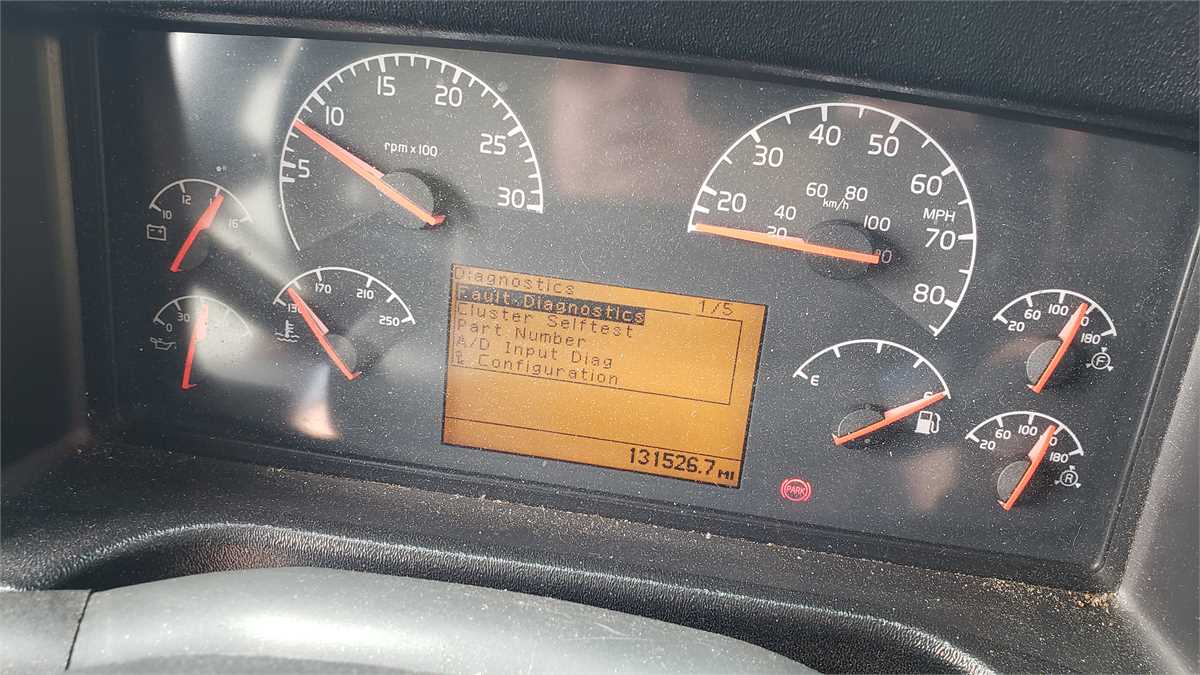 5
10
15
20
25
30
rpm x 100
20
30
40
50
60
70
80
MPH
20
40
60
80
100
km/h
10
12
16
0
30
130
170
210
250
Diagnostics
1/5
Fault Diagnostics
Cluster Selftest
Part Number
A/D Input Diag
Configuration
131526.7 MI
E
PARK
20
60
100
180
F
20
60
100
180
R